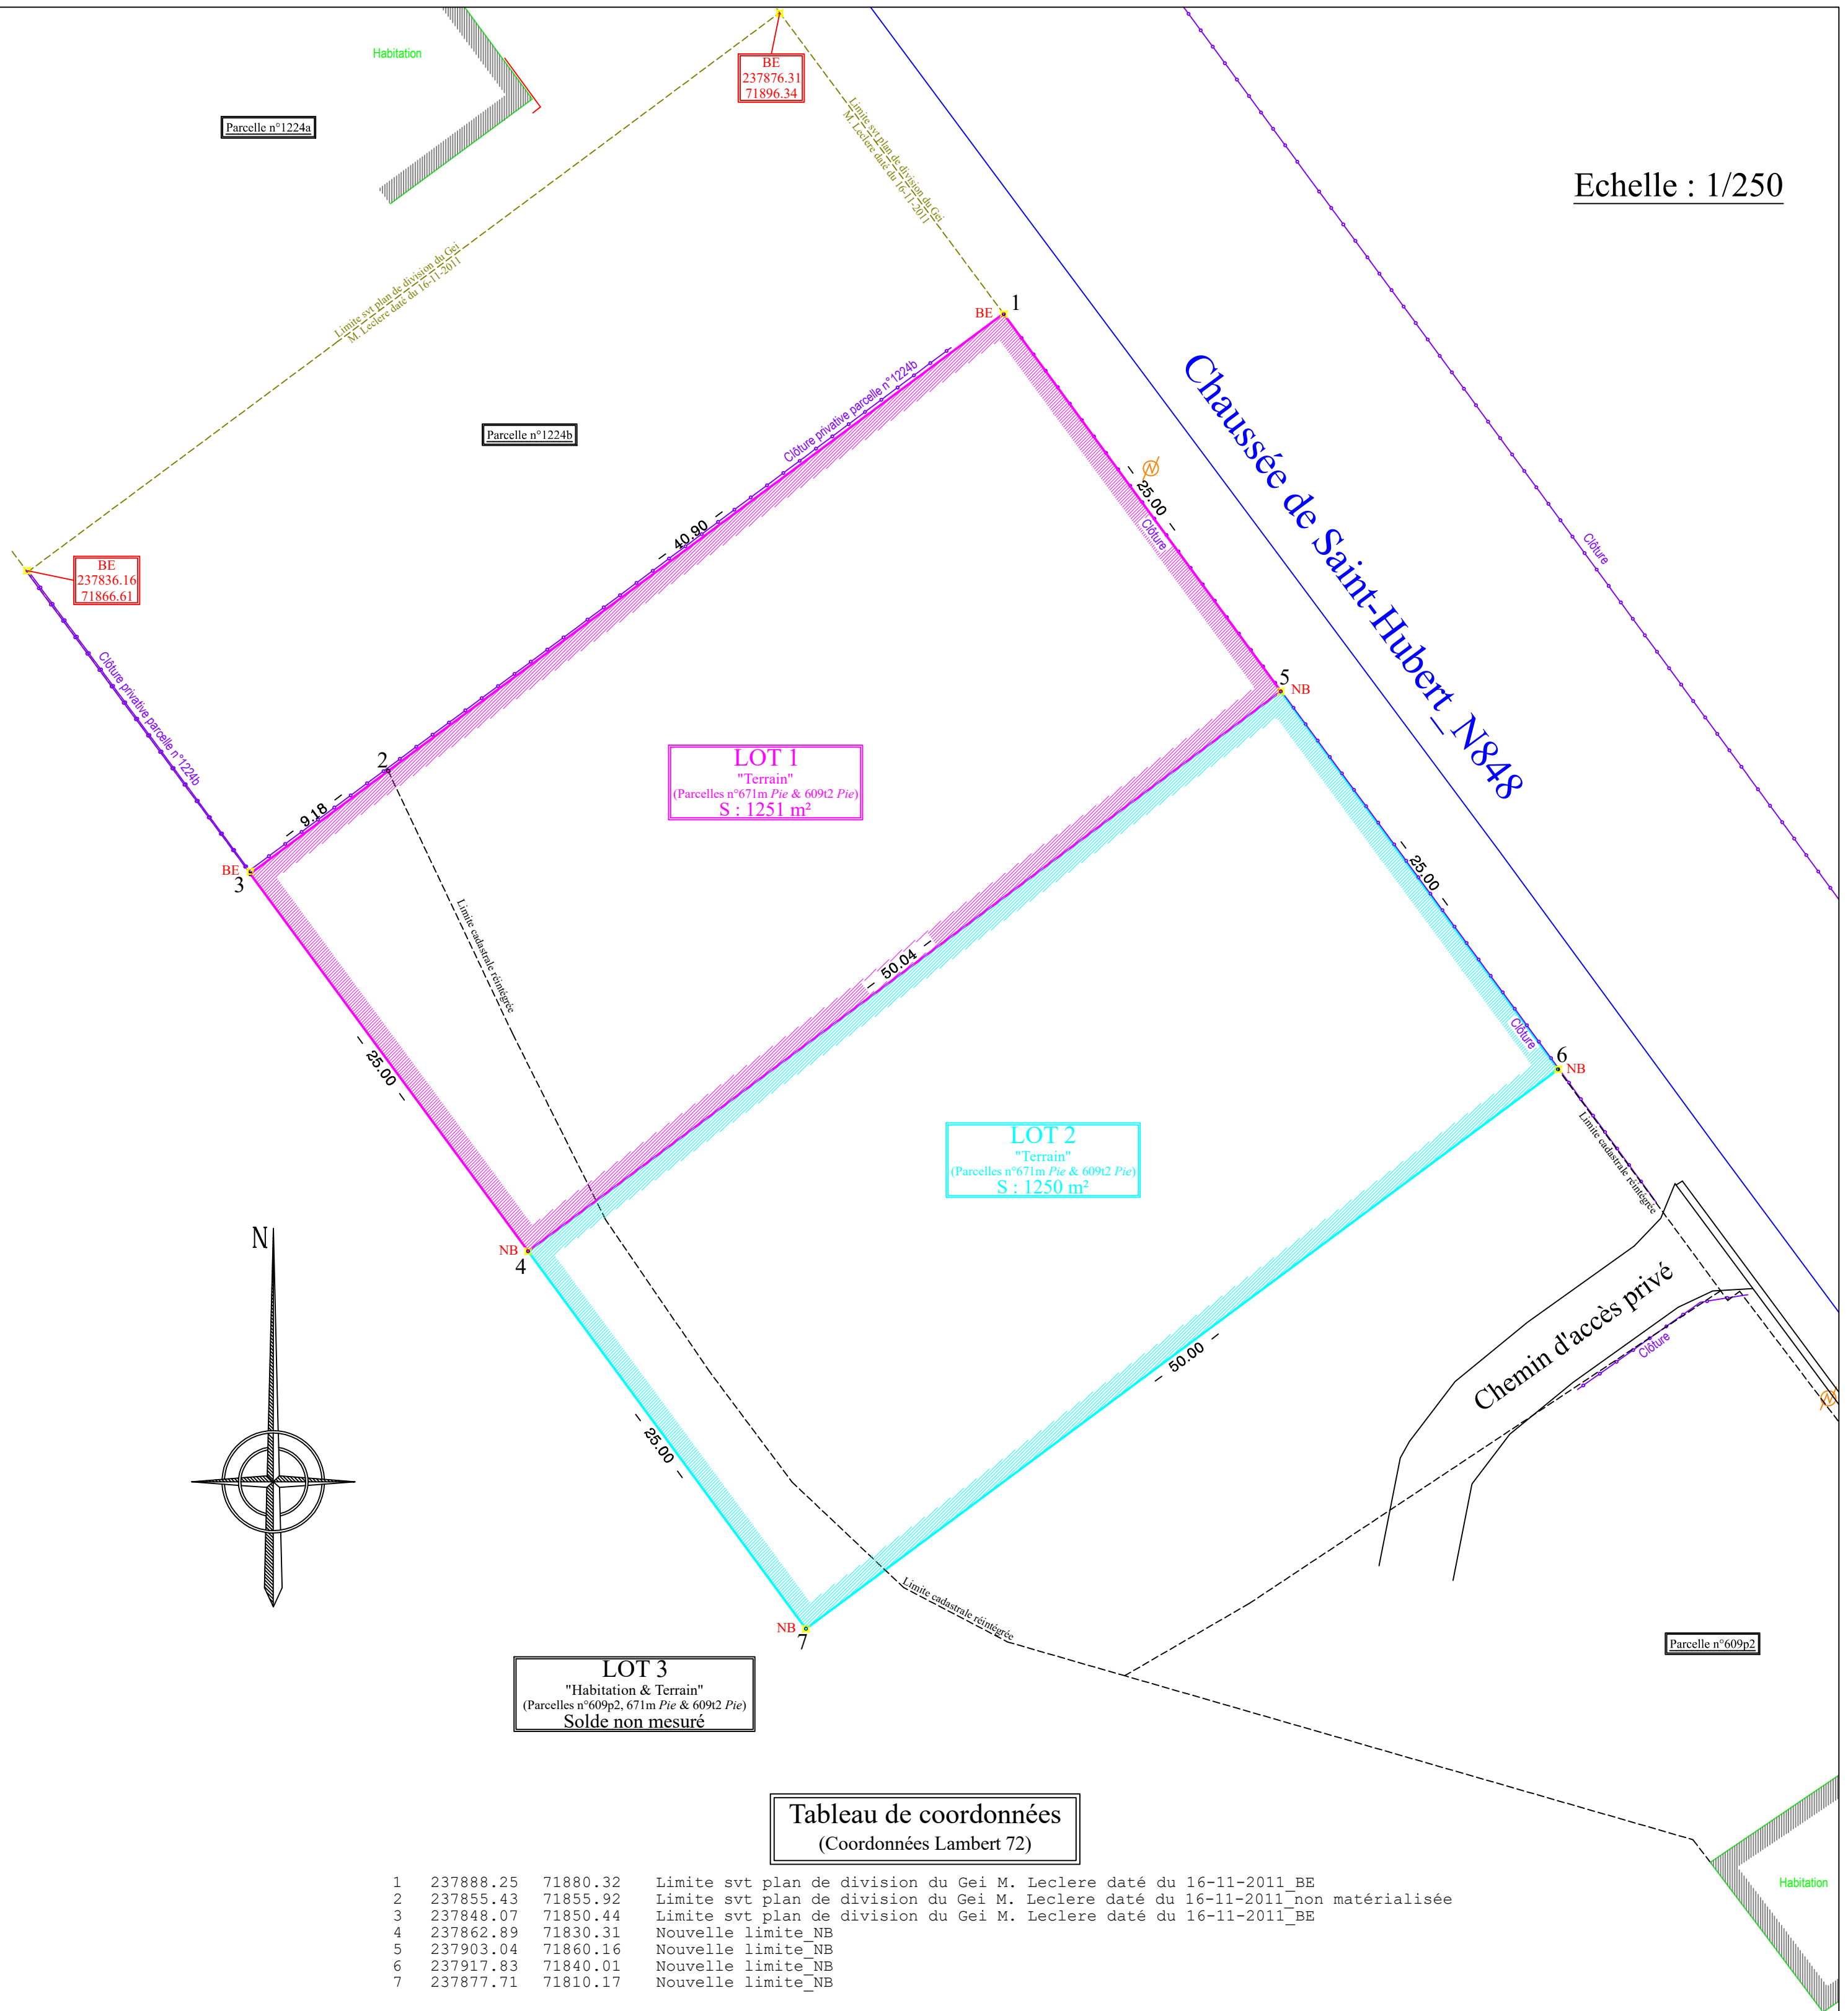 Habitation
BE
237876.31
71896.34
Parcelle n°1224a
Limite svt plan de division du Gei
M. Leclere daté du 16-11-2011
Echelle : 1/250
Limite svt plan de division du Gei
M. Leclere daté du 16-11-2011
BE
1
Clôture privative parcelle n°1224b
Parcelle n°1224b
Chaussée de Saint-Hubert_N848
25.00
Clôture
Clôture
40.90
BE
237836.16
71866.61
Clôture privative parcelle n°1224b
5
NB
2
LOT 1
"Terrain"
(Parcelles n°671m Pie & 609t2 Pie)
S : 1251 m²
9.18
BE
3
25.00
Limite cadastrale réintégrée
50.04
25.00
Clôture
6
NB
LOT 2
"Terrain"
(Parcelles n°671m Pie & 609t2 Pie)
S : 1250 m²
Limite cadastrale réintégrée
N
NB
4
Chemin d'accès privé
Clôture
50.00
25.00
Limite cadastrale réintégrée
NB
7
Parcelle n°609p2
LOT 3
"Habitation & Terrain"
(Parcelles n°609p2, 671m Pie & 609t2 Pie)
Solde non mesuré
Tableau de coordonnées
(Coordonnées Lambert 72)
Habitation
1 237888.25 71880.32 Limite svt plan de division du Gei M. Leclere daté du 16-11-2011_BE
2 237855.43 71855.92 Limite svt plan de division du Gei M. Leclere daté du 16-11-2011_non matérialisée
3 237848.07 71850.44 Limite svt plan de division du Gei M. Leclere daté du 16-11-2011_BE
4 237862.89 71830.31 Nouvelle limite_NB
5 237903.04 71860.16 Nouvelle limite_NB
6 237917.83 71840.01 Nouvelle limite_NB
7 237877.71 71810.17 Nouvelle limite_NB